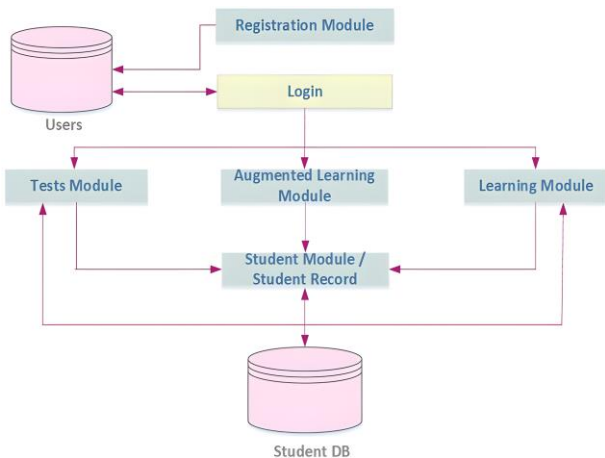 Registration Module
Login
Users
Tests Module
Augmented Learning
Module
Learning Module
Student Module /
Student Record
Student DB